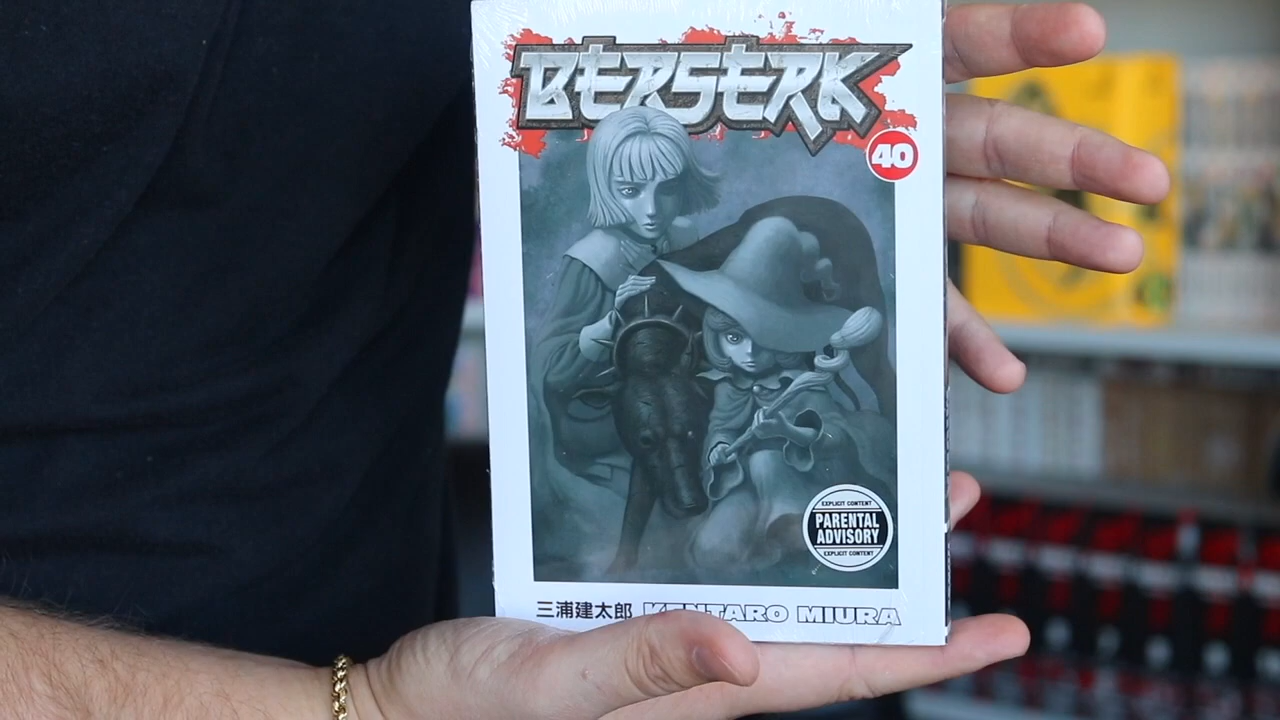 BERSERK
40
EXPLICIT CONTENT
PARENTAL
ADVISORY
EXPLICIT CONTENT
三浦建太郎 KENTARO MIURA